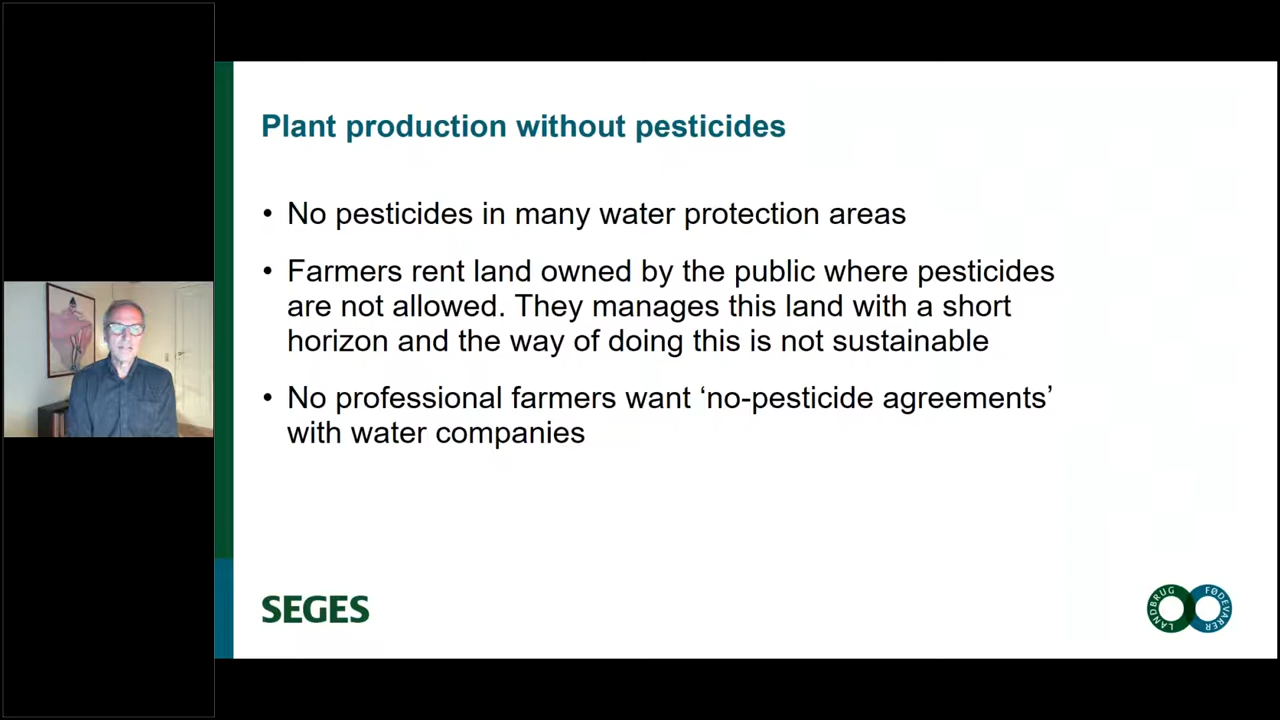 Plant production without pesticides
• No pesticides in many water protection areas
• Farmers rent land owned by the public where pesticides
are not allowed. They manages this land with a short
horizon and the way of doing this is not sustainable
• No professional farmers want ‘no-pesticide agreements’
with water companies
SEGES
LANDBRUG FØDEVARER